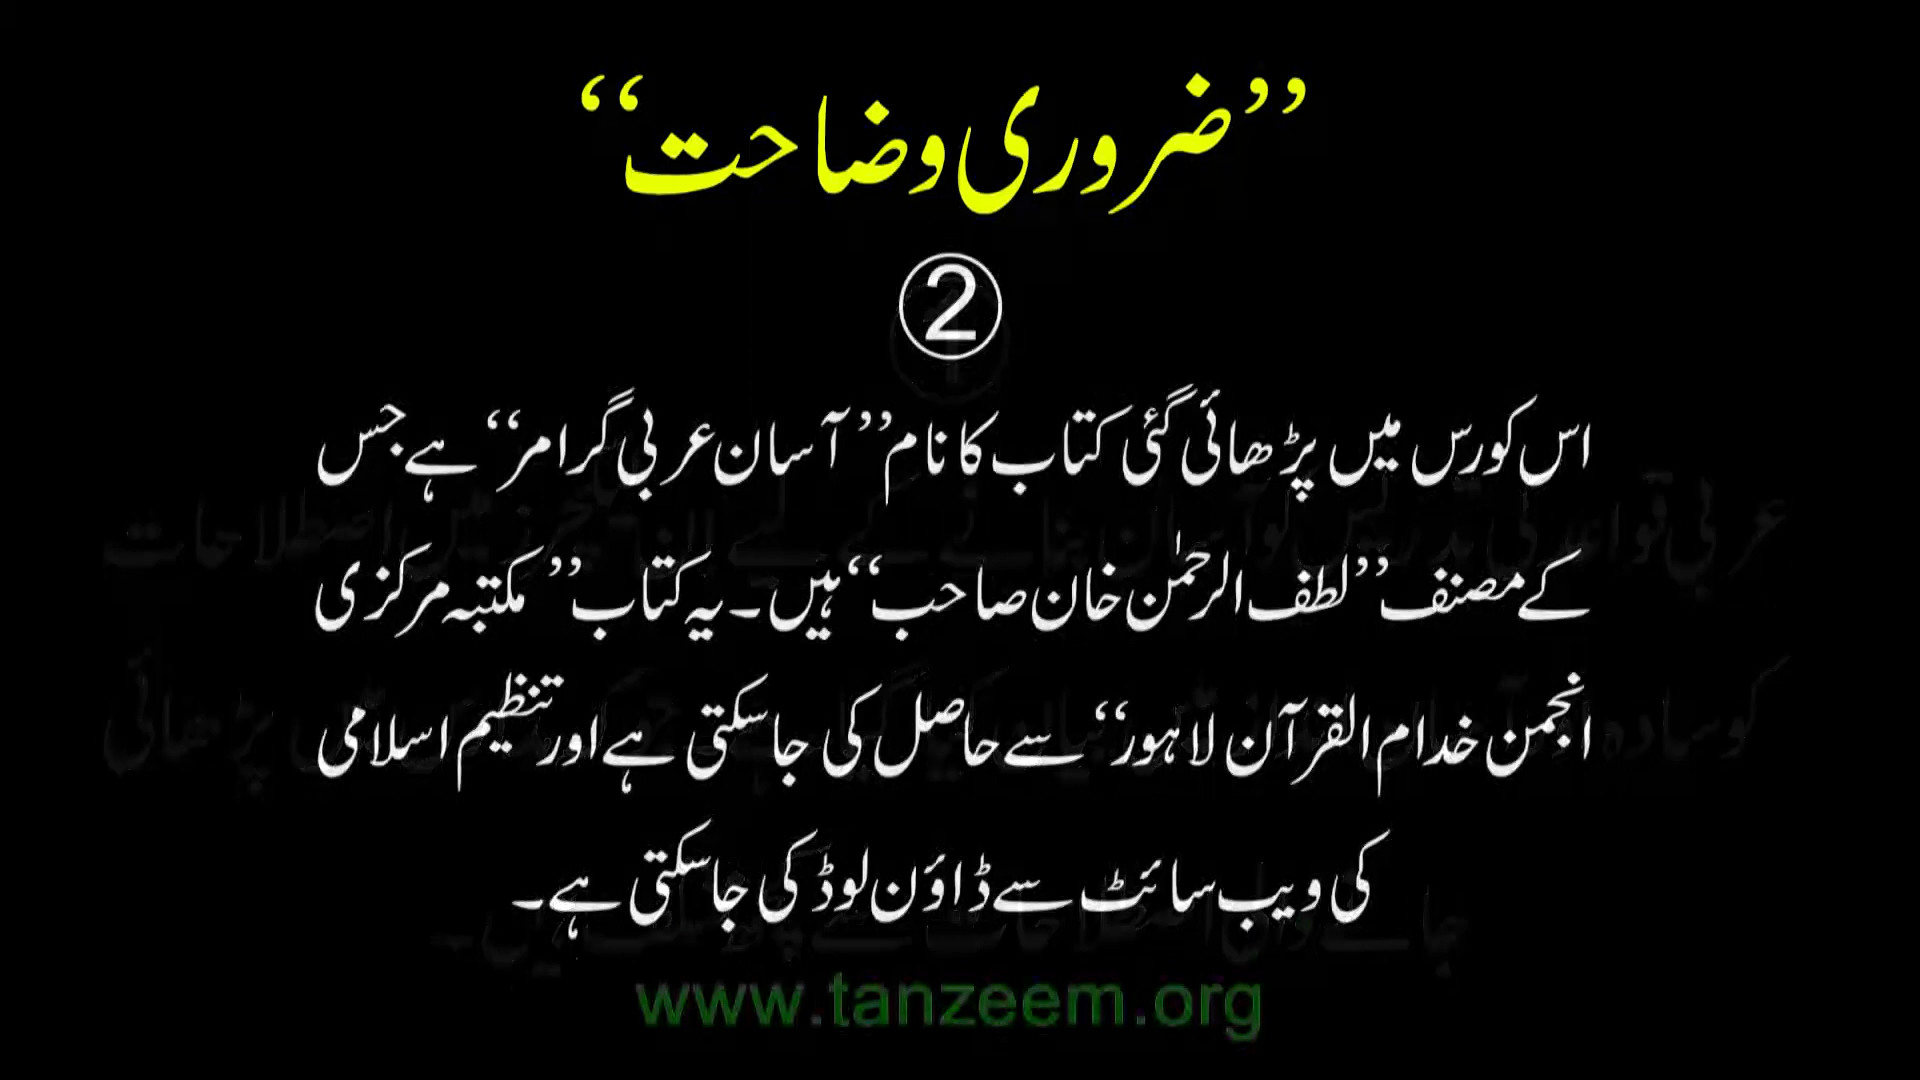 ’’ضروری وضاحت‘‘
②
اس کورس میں پڑھائی گئی کتاب کا نام ’’آسان عربی گرامر‘‘ ہے جس
کے مصنف ’’لطف الرحمٰن خان صاحب‘‘ ہیں۔ یہ کتاب ’’مکتبہ مرکزی
انجمن خدام القرآن لاہور‘‘ سے حاصل کی جاسکتی ہے اور تنظیم اسلامی
کی ویب سائٹ سے ڈاؤن لوڈ کی جاسکتی ہے۔
www.tanzeem.org